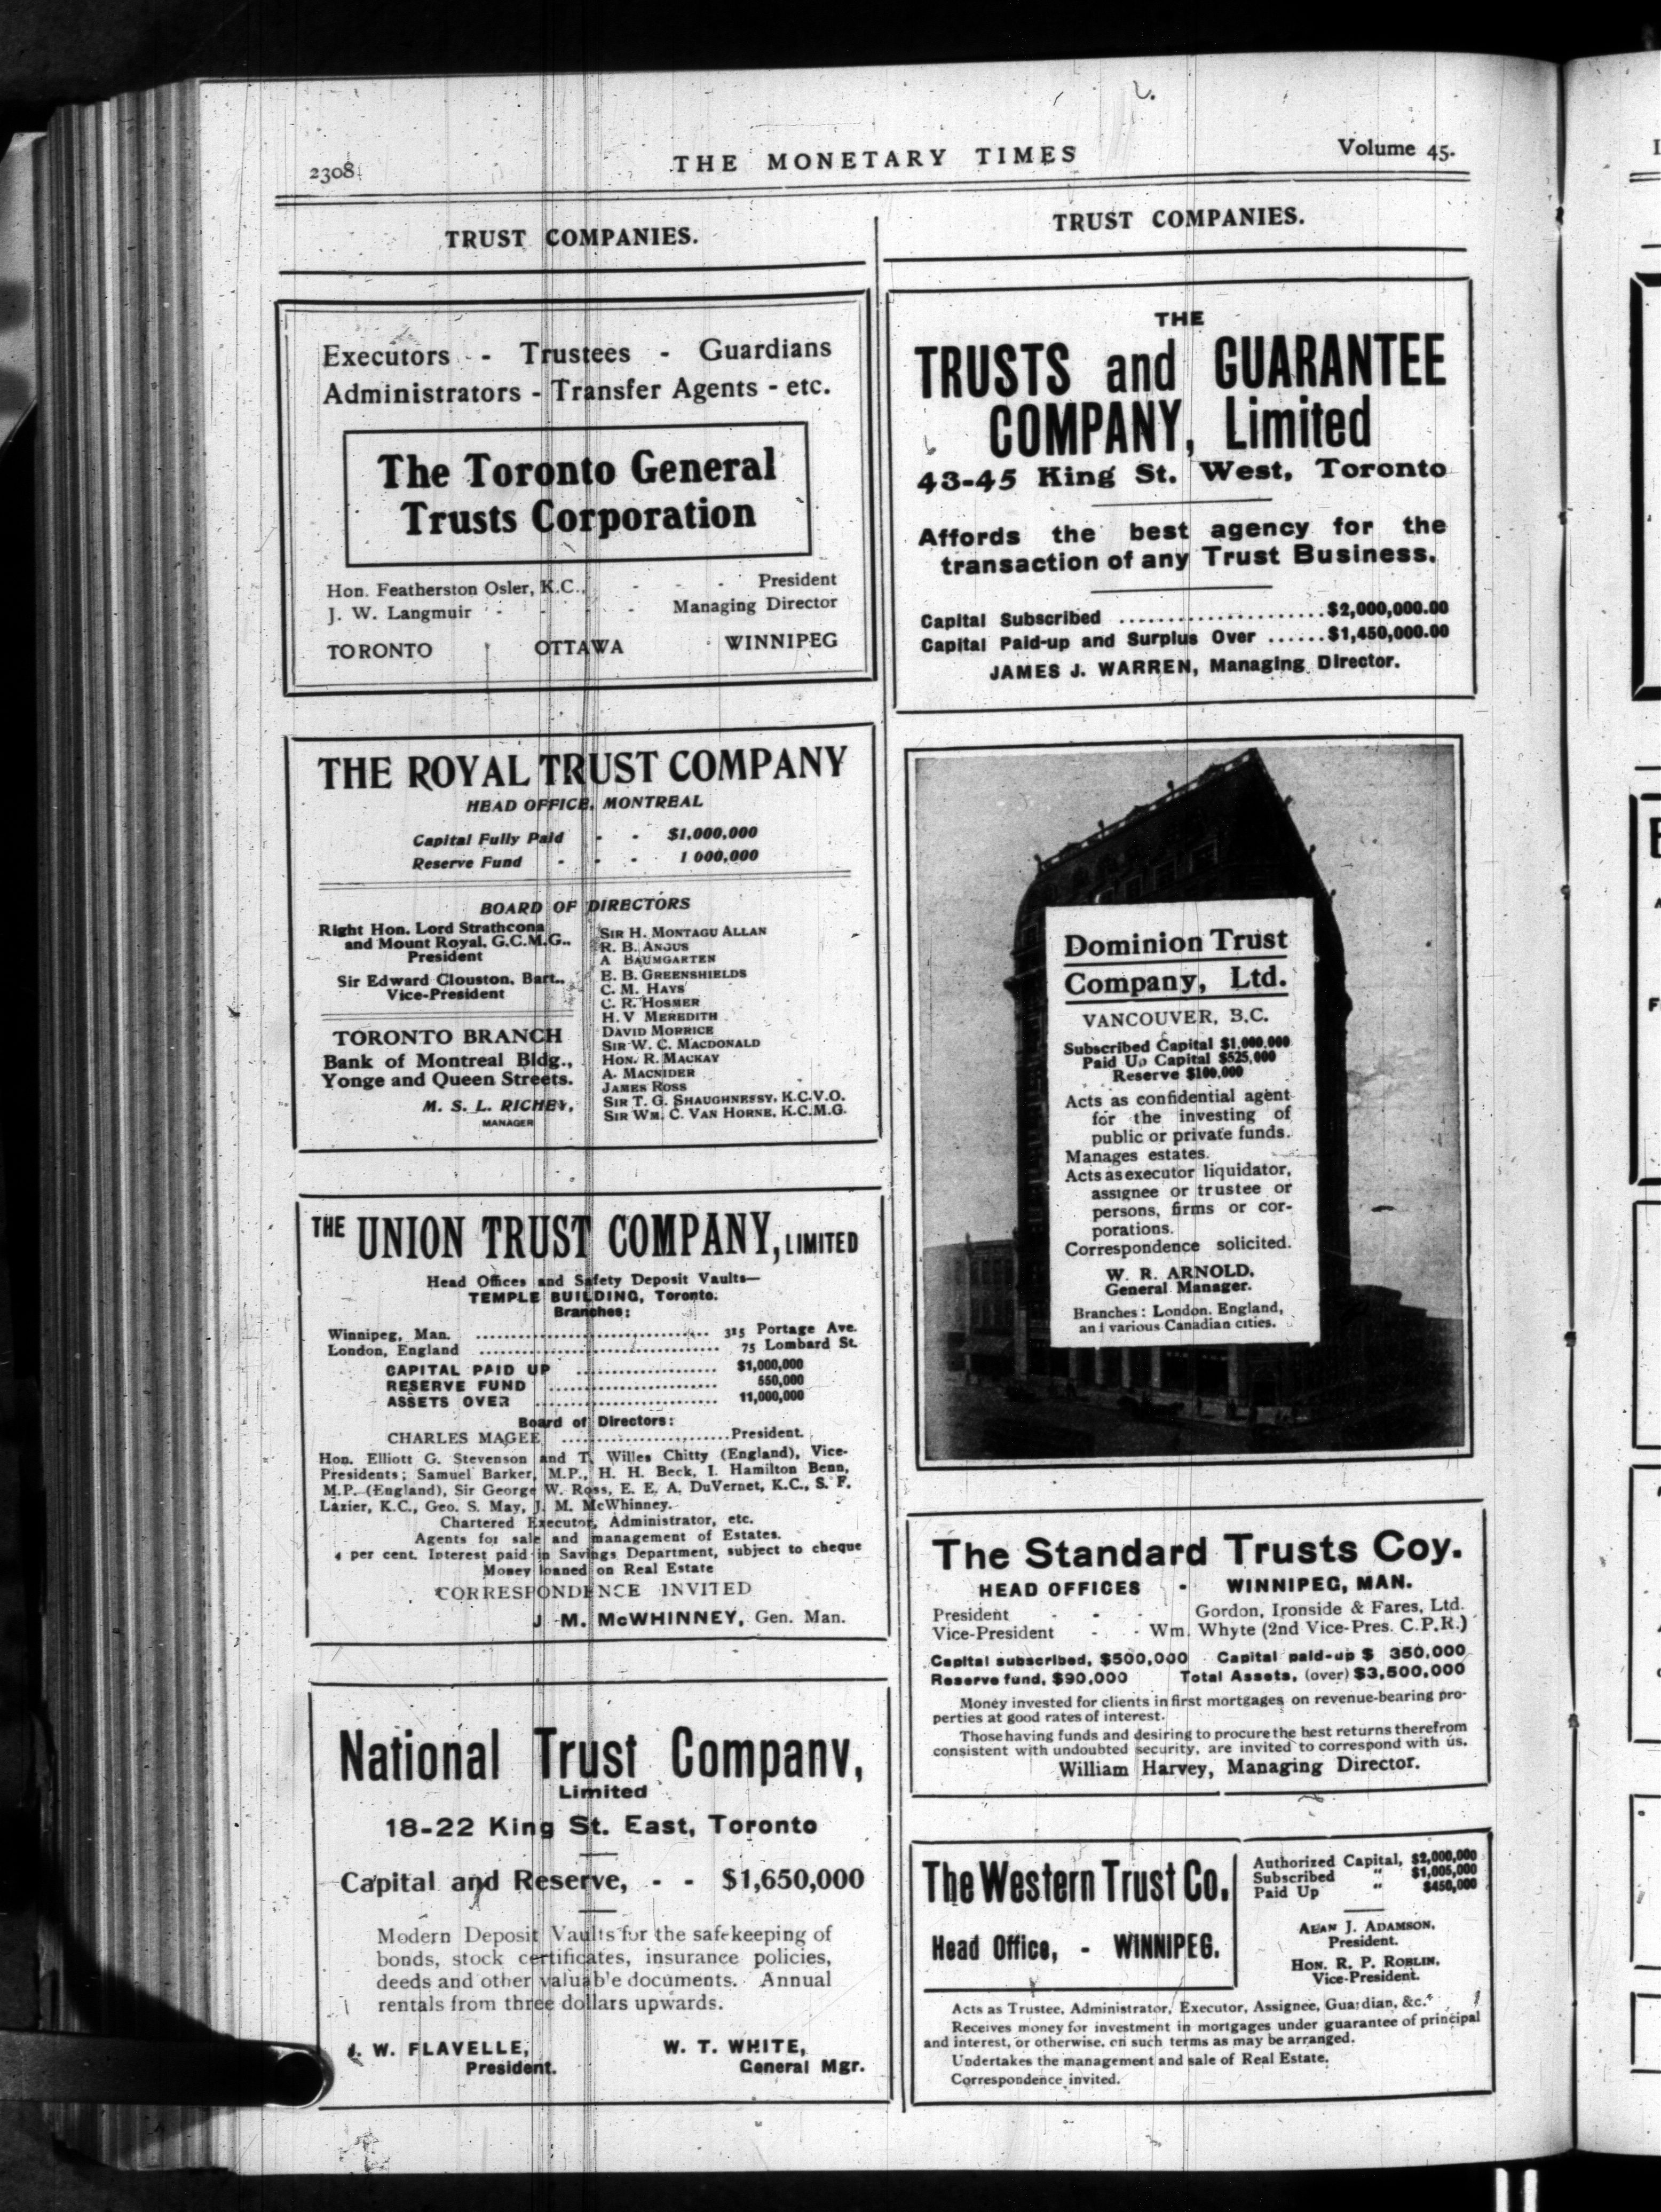 2308
THE MONETARY TIMES
Volume 45.
TRUST COMPANIES.
Executors - Trustees - Guardians
Administrators - Transfer Agents - etc.
The Toronto General
Trusts Corporation
Hon. Featherston Osler, K.C., - - - President
J. W. Langmuir - - - Managing Director
TORONTO OTTAWA WINNIPEG
THE ROYAL TRUST COMPANY
HEAD OFFICE, MONTREAL
Capital Fully Paid - - $1,000,000
Reserve Fund - - - 1 000,000
BOARD OF DIRECTORS
Right Hon. Lord Strathcona
and Mount Royal, G.C.M.G.,
President
Sir Edward Clouston, Bart.,
Vice-President
TORONTO BRANCH
Bank of Montreal Bldg.,
Yonge and Queen Streets.
M. S. L. RICHEY,
MANAGER
SIR H. MONTAGU ALLAN
R. B. ANGUS
A BAUMGARTEN
E. B. GREENSHIELDS
C. M. HAYS
C. R. HOSMER
H. V MEREDITH
DAVID MORRICE
SIR W. C. MACDONALD
HON. R. MACKAY
A. MACNIDER
JAMES ROSS
SIR T. G. SHAUGHNESSY, K.C.V.O.
SIR WM. C. VAN HORNE, K.C.M.G.
THE UNION TRUST COMPANY, LIMITED
Head Offices and Safety Deposit Vaults—
TEMPLE BUILDING, Toronto.
Branches:
Winnipeg, Man. .......... 315 Portage Ave.
London, England .......... 75 Lombard St.
CAPITAL PAID UP .......... $1,000,000
RESERVE FUND .......... 550,000
ASSETS OVER .......... 11,000,000
Board of Directors:
CHARLES MAGEE .......... President.
Hon. Elliott G. Stevenson and T. Willes Chitty (England), Vice-
Presidents; Samuel Barker, M.P., H. H. Beck, I. Hamilton Benn,
M.P. (England), Sir George W. Ross, E. E. A. DuVernet, K.C., S. F.
Lazier, K.C., Geo. S. May, J. M. McWhinney.
Chartered Executor, Administrator, etc.
Agents for sale and management of Estates.
4 per cent. Interest paid in Savings Department, subject to cheque
Money loaned on Real Estate
CORRESPONDENCE INVITED
J. M. McWHINNEY, Gen. Man.
National Trust Company,
Limited
18-22 King St. East, Toronto
Capital and Reserve, - - $1,650,000
Modern Deposit Vaults for the safekeeping of
bonds, stock certificates, insurance policies,
deeds and other valuable documents. Annual
rentals from three dollars upwards.
J. W. FLAVELLE,
President.
W. T. WHITE,
General Mgr.
TRUST COMPANIES.
THE
TRUSTS and GUARANTEE
COMPANY, Limited
43-45 King St. West, Toronto
Affords the best agency for the
transaction of any Trust Business.
Capital Subscribed .......... $2,000,000.00
Capital Paid-up and Surplus Over ...... $1,450,000.00
JAMES J. WARREN, Managing Director.
Dominion Trust
Company, Ltd.
VANCOUVER, B.C.
Subscribed Capital $1,000,000
Paid Up Capital $525,000
Reserve $100,000
Acts as confidential agent
for the investing of
public or private funds.
Manages estates.
Acts as executor liquidator,
assignee or trustee or
persons, firms or cor-
porations.
Correspondence solicited.
W. R. ARNOLD,
General Manager.
Branches: London, England,
and various Canadian cities.
The Standard Trusts Coy.
HEAD OFFICES - WINNIPEG, MAN.
President - - - Gordon, Ironside & Fares, Ltd.
Vice-President - - Wm. Whyte (2nd Vice-Pres. C.P.R.)
Capital subscribed, $500,000 Capital paid-up $ 350,000
Reserve fund, $90,000 Total Assets, (over) $3,500,000
Money invested for clients in first mortgages on revenue-bearing pro-
perties at good rates of interest.
Those having funds and desiring to procure the best returns therefrom
consistent with undoubted security, are invited to correspond with us.
William Harvey, Managing Director.
The Western Trust Co.
Head Office, - WINNIPEG.
Authorized Capital, $2,000,000
Subscribed " $1,005,000
Paid Up " $450,000
ALAN J. ADAMSON,
President.
HON. R. P. ROBLIN,
Vice-President.
Acts as Trustee, Administrator, Executor, Assignee, Guardian, &c.
Receives money for investment in mortgages under guarantee of principal
and interest, or otherwise, on such terms as may be arranged.
Undertakes the management and sale of Real Estate.
Correspondence invited.